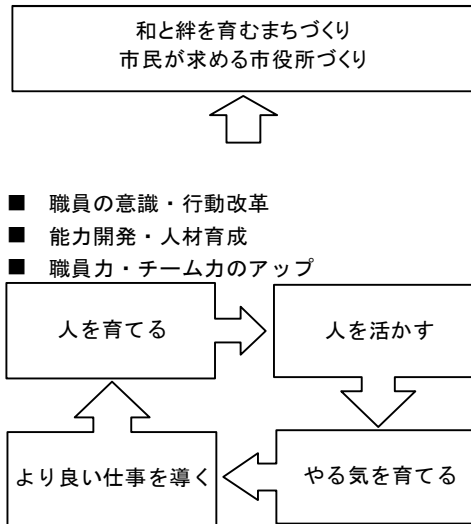 和と絆を育むまちづくり
市民が求める市役所づくり
■ 職員の意識・行動改革
■ 能力開発・人材育成
■ 職員力・チーム力のアップ
人を育てる
人を活かす
より良い仕事を導く
やる気を育てる